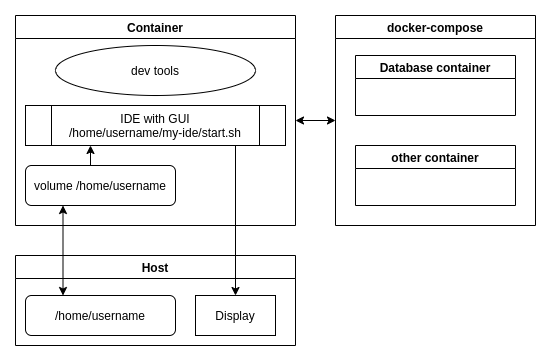 Container
dev tools
IDE with GUI
/home/username/my-ide/start.sh
volume /home/username
docker-compose
Database container
other container
Host
/home/username
Display